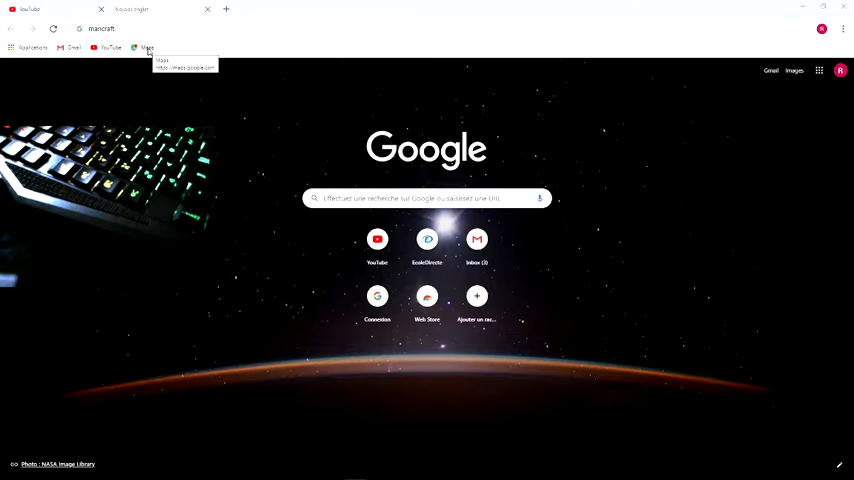 YouTube
Nouvel onglet
mancraft
R
Applications
Gmail
YouTube
Maps
Maps
https://maps.google.com
Gmail
Images
R
Google
Effectuez une recherche sur Google ou saisissez une URL
YouTube
EcoleDirecte
Inbox (3)
Connexion
Web Store
Ajouter un rac...
Photo : NASA Image Library